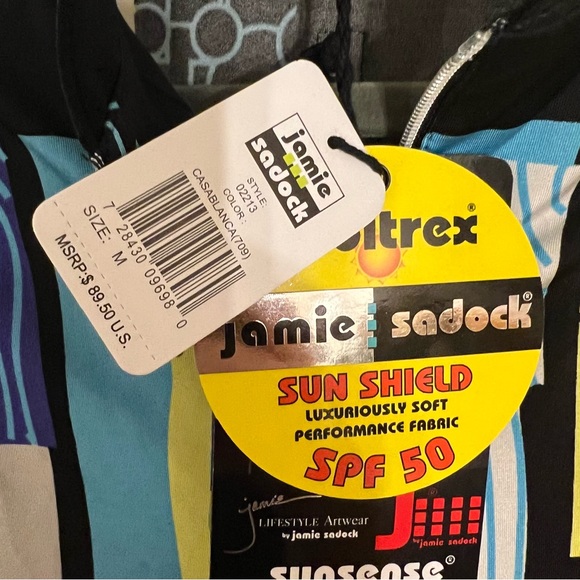 jamie
sadock
STYLE:
02213
COLOR:
CASABLANCA(709)
7 28430 09698 0
SIZE: M
MSRP:$ 89.50 U.S.
jamie sadock®
SUN SHIELD
LUXURIOUSLY SOFT
PERFORMANCE FABRIC
SPF 50
jamie
LIFESTYLE Artwear
by jamie sadock
J
by jamie sadock
sunsense®